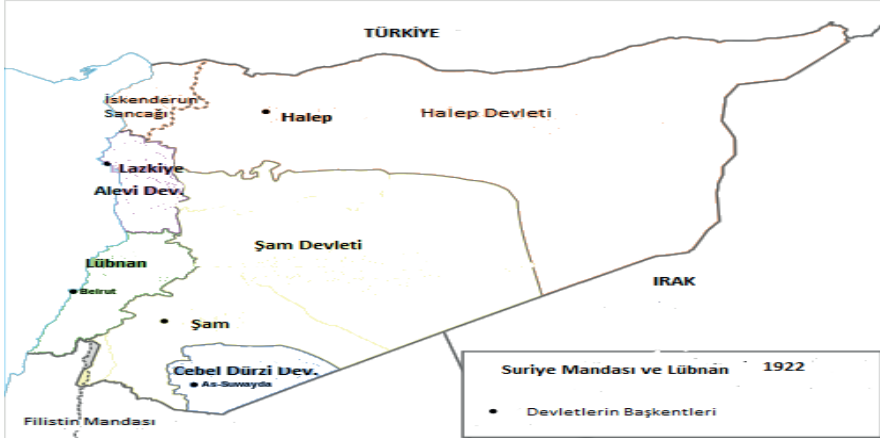 TÜRKİYE
İskenderun
Sancağı
Halep
Halep Devleti
Lazkiye
Alevi Dev.
Şam Devleti
Lübnan
IRAK
Beirut
Şam
Cebel Dürzi Dev.
As-Suwayda
Filistin Mandası
Suriye Mandası ve Lübnan 1922
Devletlerin Başkentleri